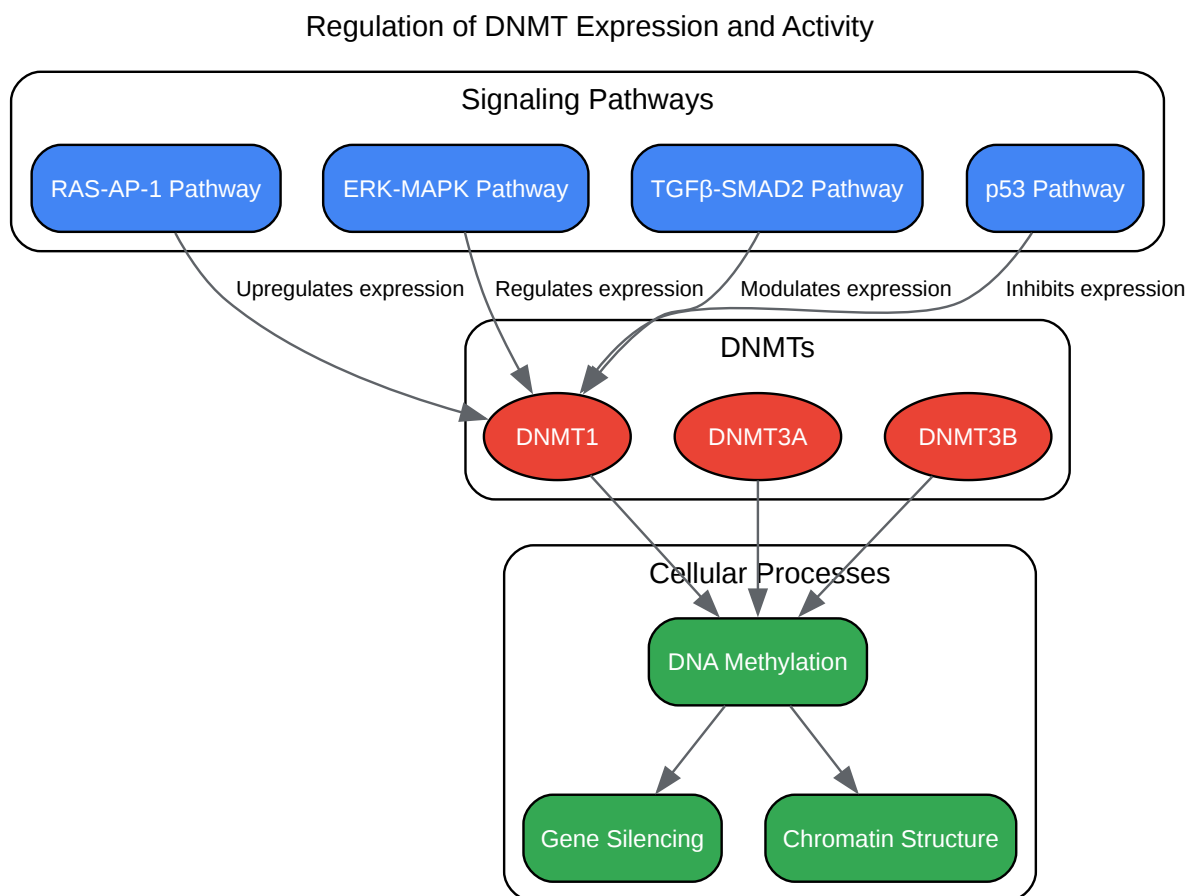 Regulation of DNMT Expression and Activity
Signaling Pathways
RAS-AP-1 Pathway
ERK-MAPK Pathway
TGFβ-SMAD2 Pathway
p53 Pathway
Upregulates expression
Regulates expression
Modulates expression
Inhibits expression
DNMTs
DNMT1
DNMT3A
DNMT3B
Cellular Processes
DNA Methylation
Gene Silencing
Chromatin Structure